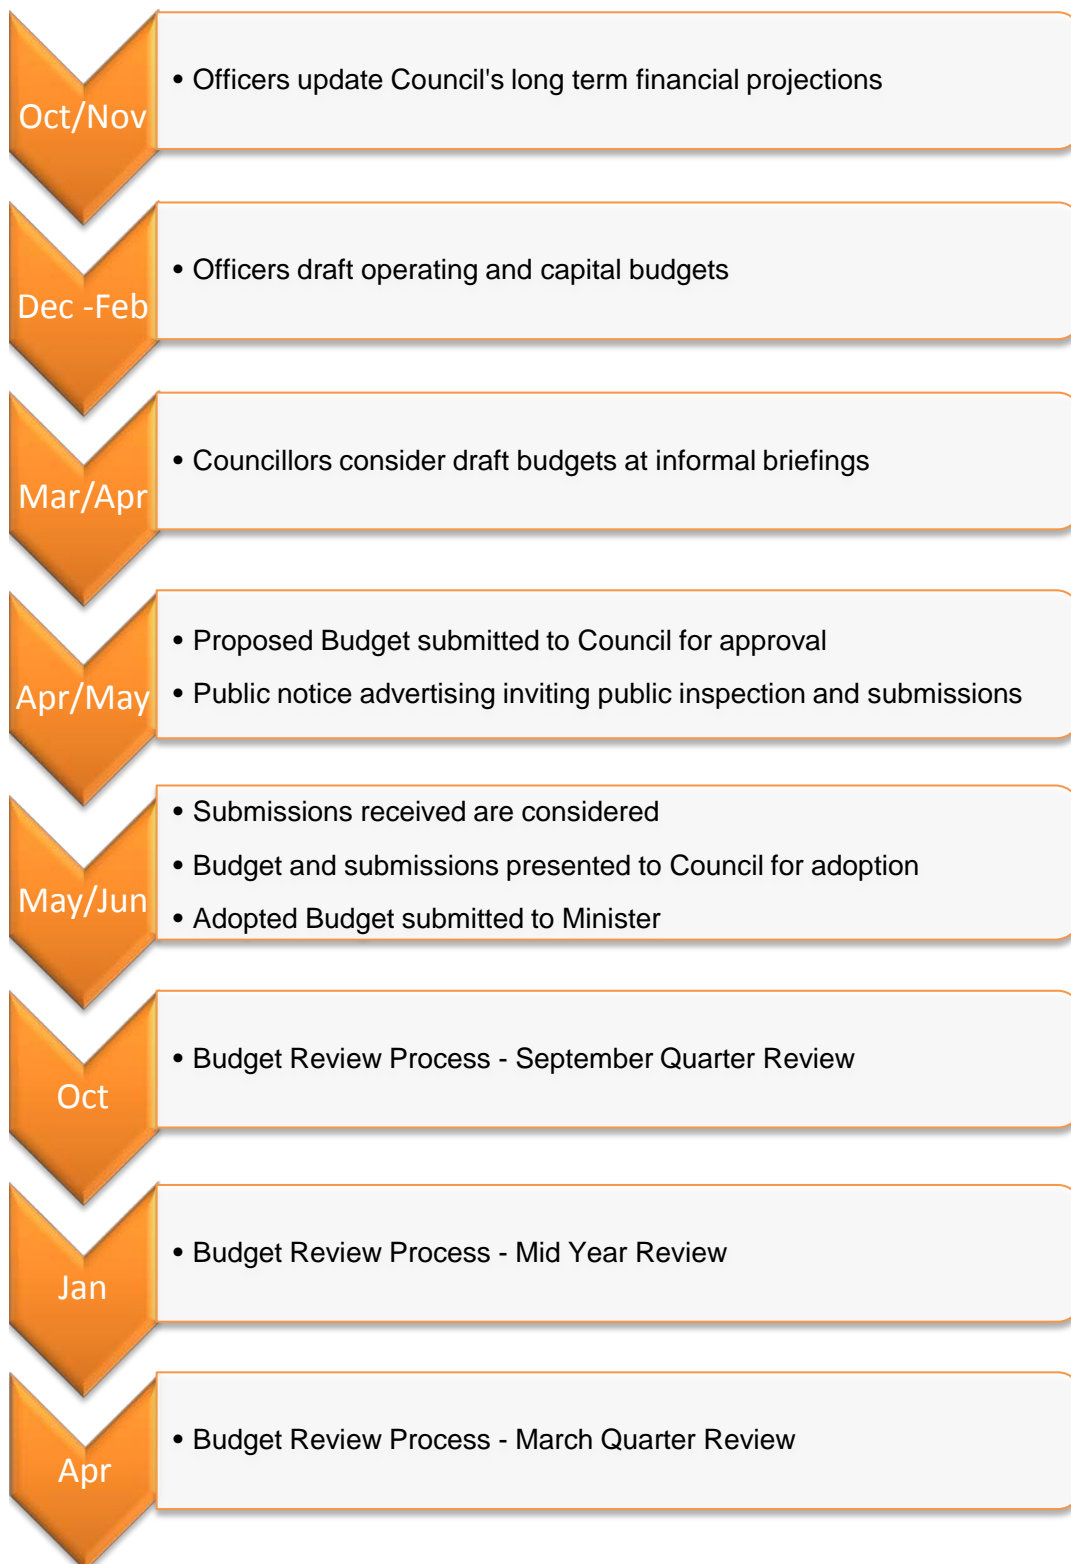 Oct/Nov
• Officers update Council's long term financial projections
Dec -Feb
• Officers draft operating and capital budgets
Mar/Apr
• Councillors consider draft budgets at informal briefings
Apr/May
• Proposed Budget submitted to Council for approval
• Public notice advertising inviting public inspection and submissions
May/Jun
• Submissions received are considered
• Budget and submissions presented to Council for adoption
• Adopted Budget submitted to Minister
Oct
• Budget Review Process - September Quarter Review
Jan
• Budget Review Process - Mid Year Review
Apr
• Budget Review Process - March Quarter Review